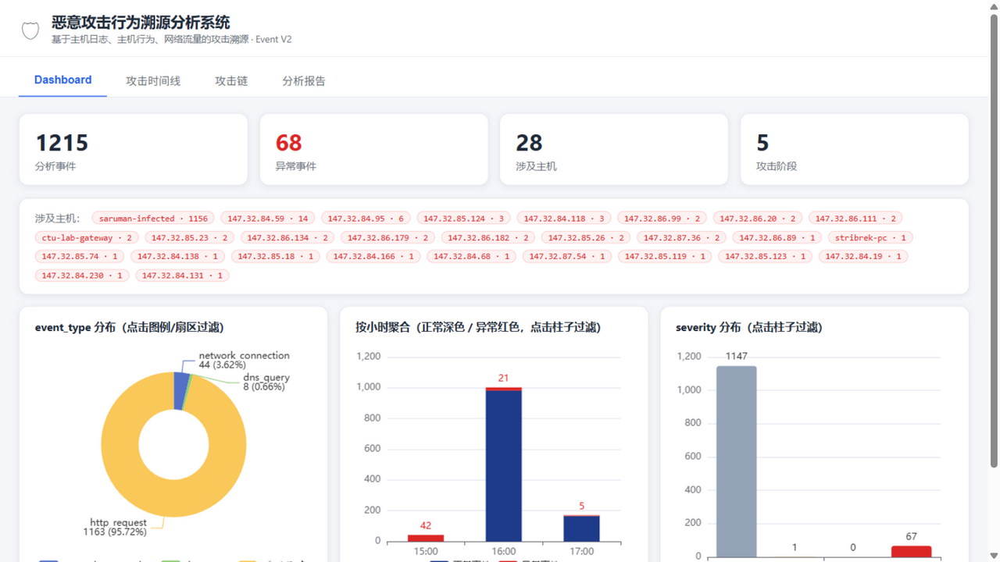 恶意攻击行为溯源分析系统
基于主机日志、主机行为、网络流量的攻击溯源 · Event V2
Dashboard 攻击时间线 攻击链 分析报告
1215 68 28 5
分析事件 异常事件 涉及主机 攻击阶段
涉及主机: saruman-infected · 1156 147.32.84.59 · 14 147.32.84.95 · 6 147.32.85.124 · 3 147.32.84.118 · 3 147.32.86.99 · 2 147.32.86.20 · 2 147.32.86.111 · 2
ctu-lab-gateway · 2 147.32.85.23 · 2 147.32.86.134 · 2 147.32.86.179 · 2 147.32.86.182 · 2 147.32.85.26 · 2 147.32.87.36 · 2 147.32.86.89 · 1 stribrek-pc · 1
147.32.85.74 · 1 147.32.84.138 · 1 147.32.85.18 · 1 147.32.84.166 · 1 147.32.84.68 · 1 147.32.87.54 · 1 147.32.85.119 · 1 147.32.85.123 · 1 147.32.84.19 · 1
147.32.84.230 · 1 147.32.84.131 · 1
event_type 分布（点击图例/扇区过滤）
network_connection
44 (3.62%)
dns_query
8 (0.66%)
http_request
1163 (95.72%)
按小时聚合（正常深色 / 异常红色，点击柱子过滤）
1,200
1,000
800
600
400
200
0
42
21
5
15:00 16:00 17:00
severity 分布（点击柱子过滤）
1,200
1,000
800
600
400
200
0
1147
1
0
67